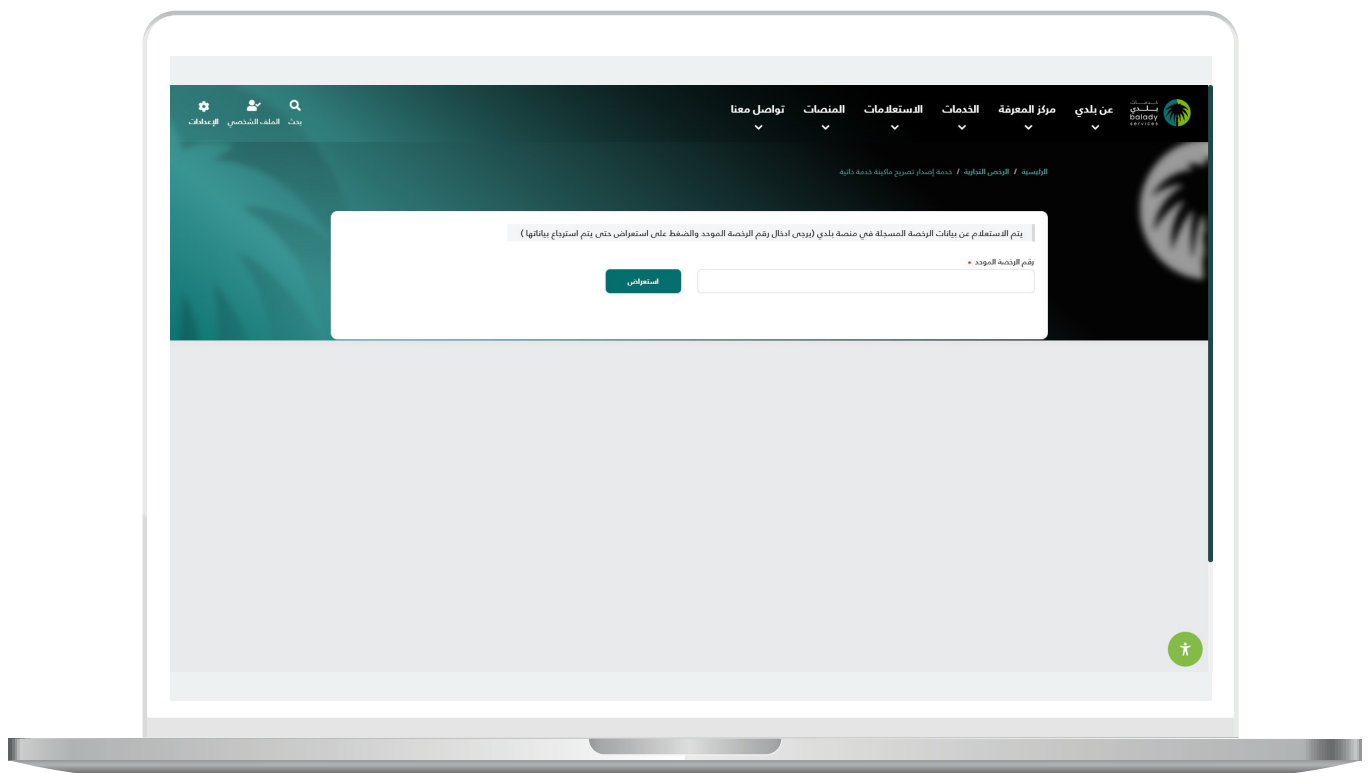 خدمات
بلدي
balady
services
عن بلدي
مركز المعرفة
الخدمات
الاستعلامات
المنصات
تواصل معنا
بحث
الملف الشخصي
الإعدادات
الرئيسية / الرخص التجارية / خدمة إصدار تصريح ماكينة خدمة ذاتية
يتم الاستعلام عن بيانات الرخصة المسجلة في منصة بلدي (يرجى ادخال رقم الرخصة الموحد والضغط على استعراض حتى يتم استرجاع بياناتها )
رقم الرخصة الموحد *
استعراض